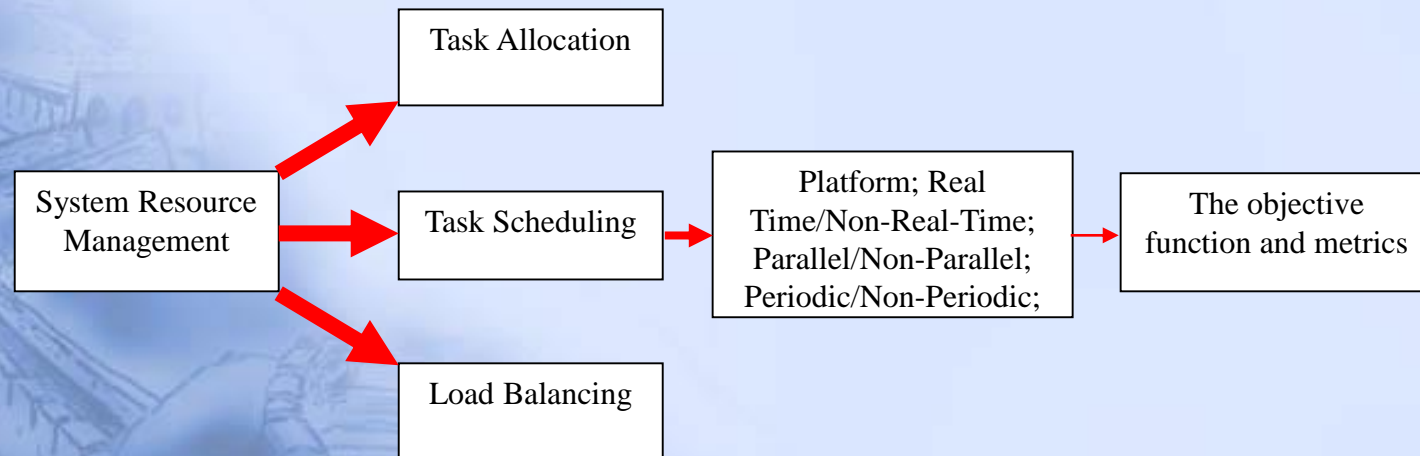 Task Allocation
System Resource
Management
Task Scheduling
Platform; Real
Time/Non-Real-Time;
Parallel/Non-Parallel;
Periodic/Non-Periodic;
The objective
function and metrics
Load Balancing